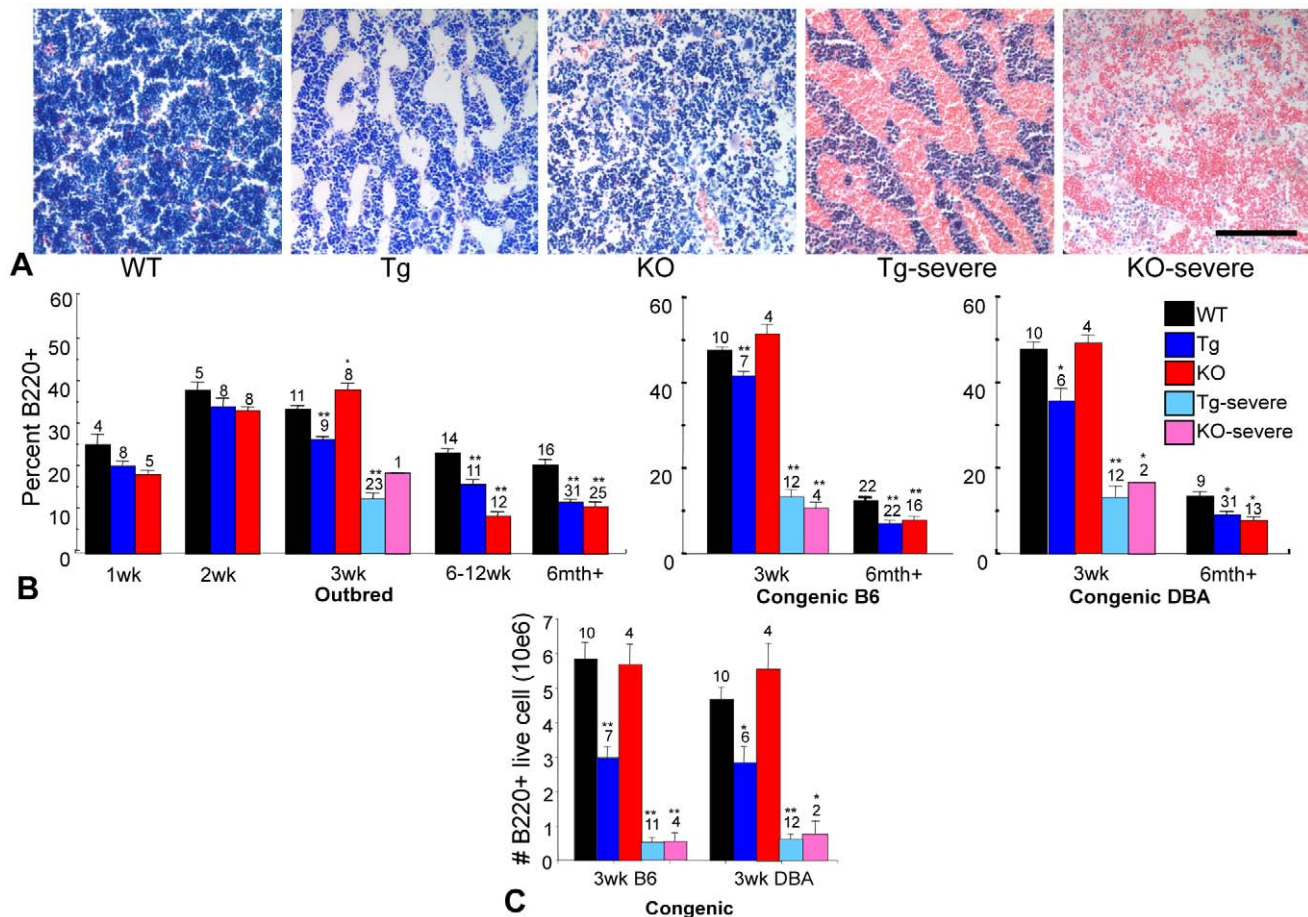 A
WT
Tg
KO
Tg-severe
KO-severe
Percent B220+
60
40
40
20
10
0
4
8
5
5
8
8
11
**
9
*
8
**
23
1
14
**
11
**
12
16
**
31
**
25
1wk
2wk
3wk
6-12wk
6mth+
Outbred
B
60
40
20
0
10
**
7
4
**
12
**
4
22
**
22
**
16
3wk
6mth+
Congenic B6
60
40
20
0
10
*
6
4
**
12
*
2
9
*
31
*
13
3wk
6mth+
Congenic DBA
WT
Tg
KO
Tg-severe
KO-severe
# B220+ live cell (10e6)
7
6
5
3
2
1
0
10
**
7
4
**
11
**
4
10
*
6
4
**
12
*
2
3wk B6
3wk DBA
Congenic
C